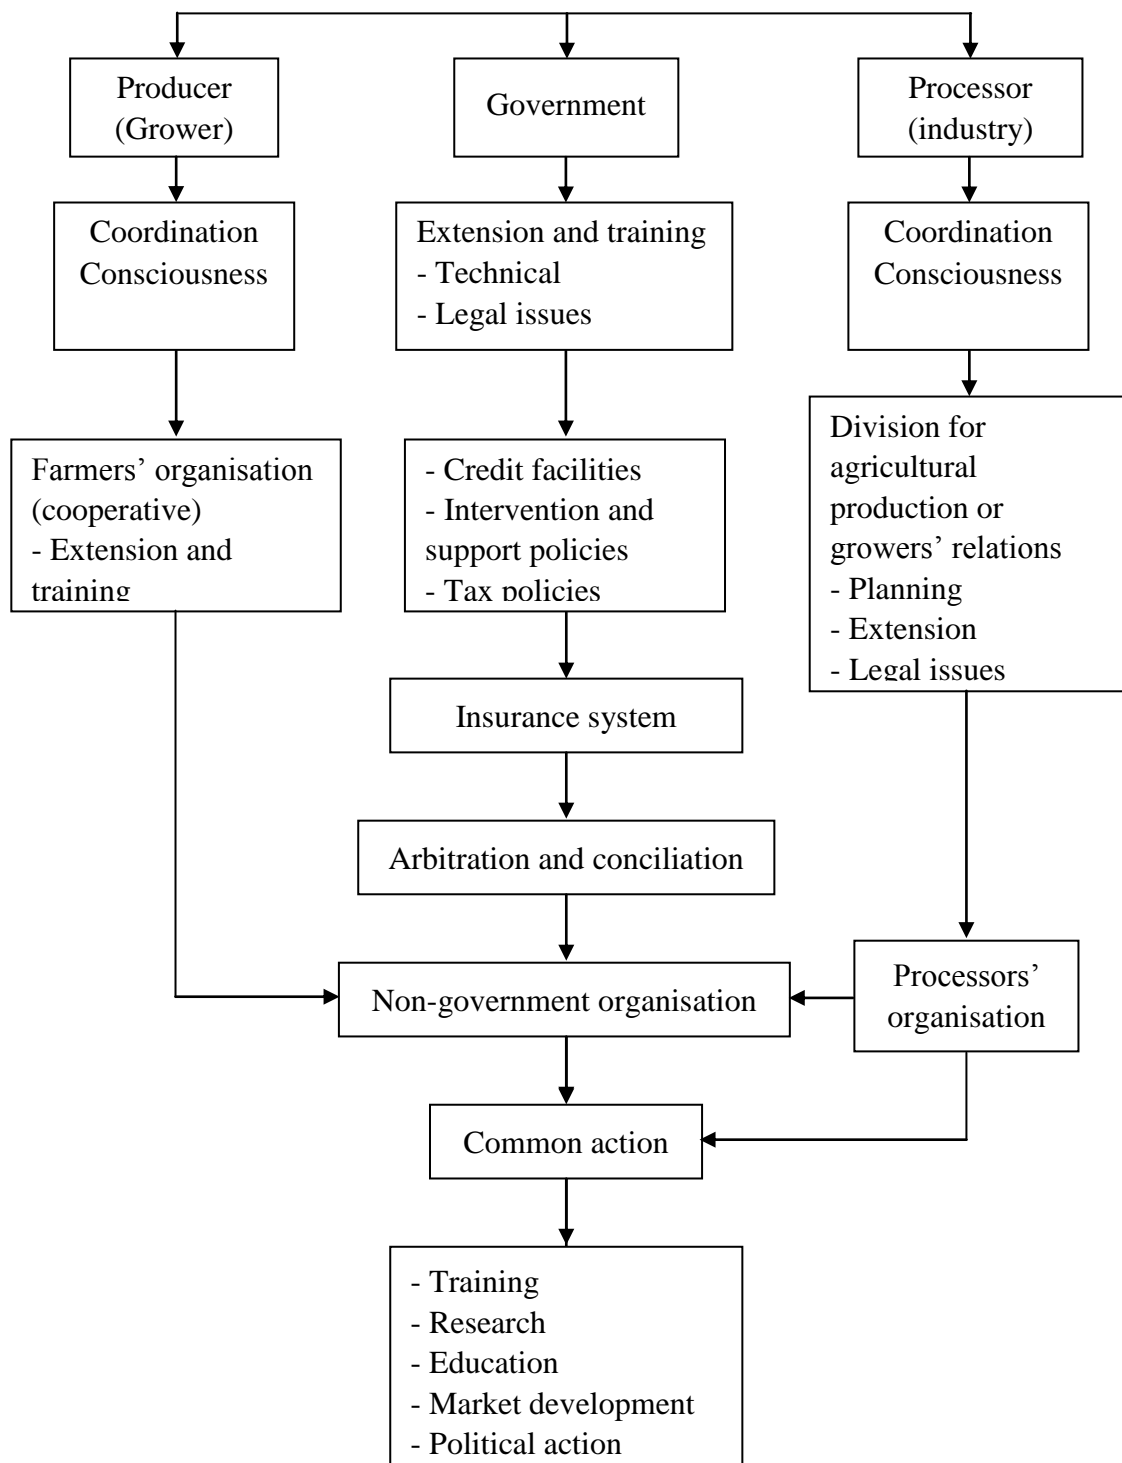 Producer
(Grower)
Government
Processor
(industry)
Coordination
Consciousness
Extension and training
- Technical
- Legal issues
Coordination
Consciousness
Farmers’ organisation
(cooperative)
- Extension and
training
- Credit facilities
- Intervention and
support policies
- Tax policies
Division for
agricultural
production or
growers’ relations
- Planning
- Extension
- Legal issues
Insurance system
Arbitration and conciliation
Non-government organisation
Processors’
organisation
Common action
- Training
- Research
- Education
- Market development
- Political action